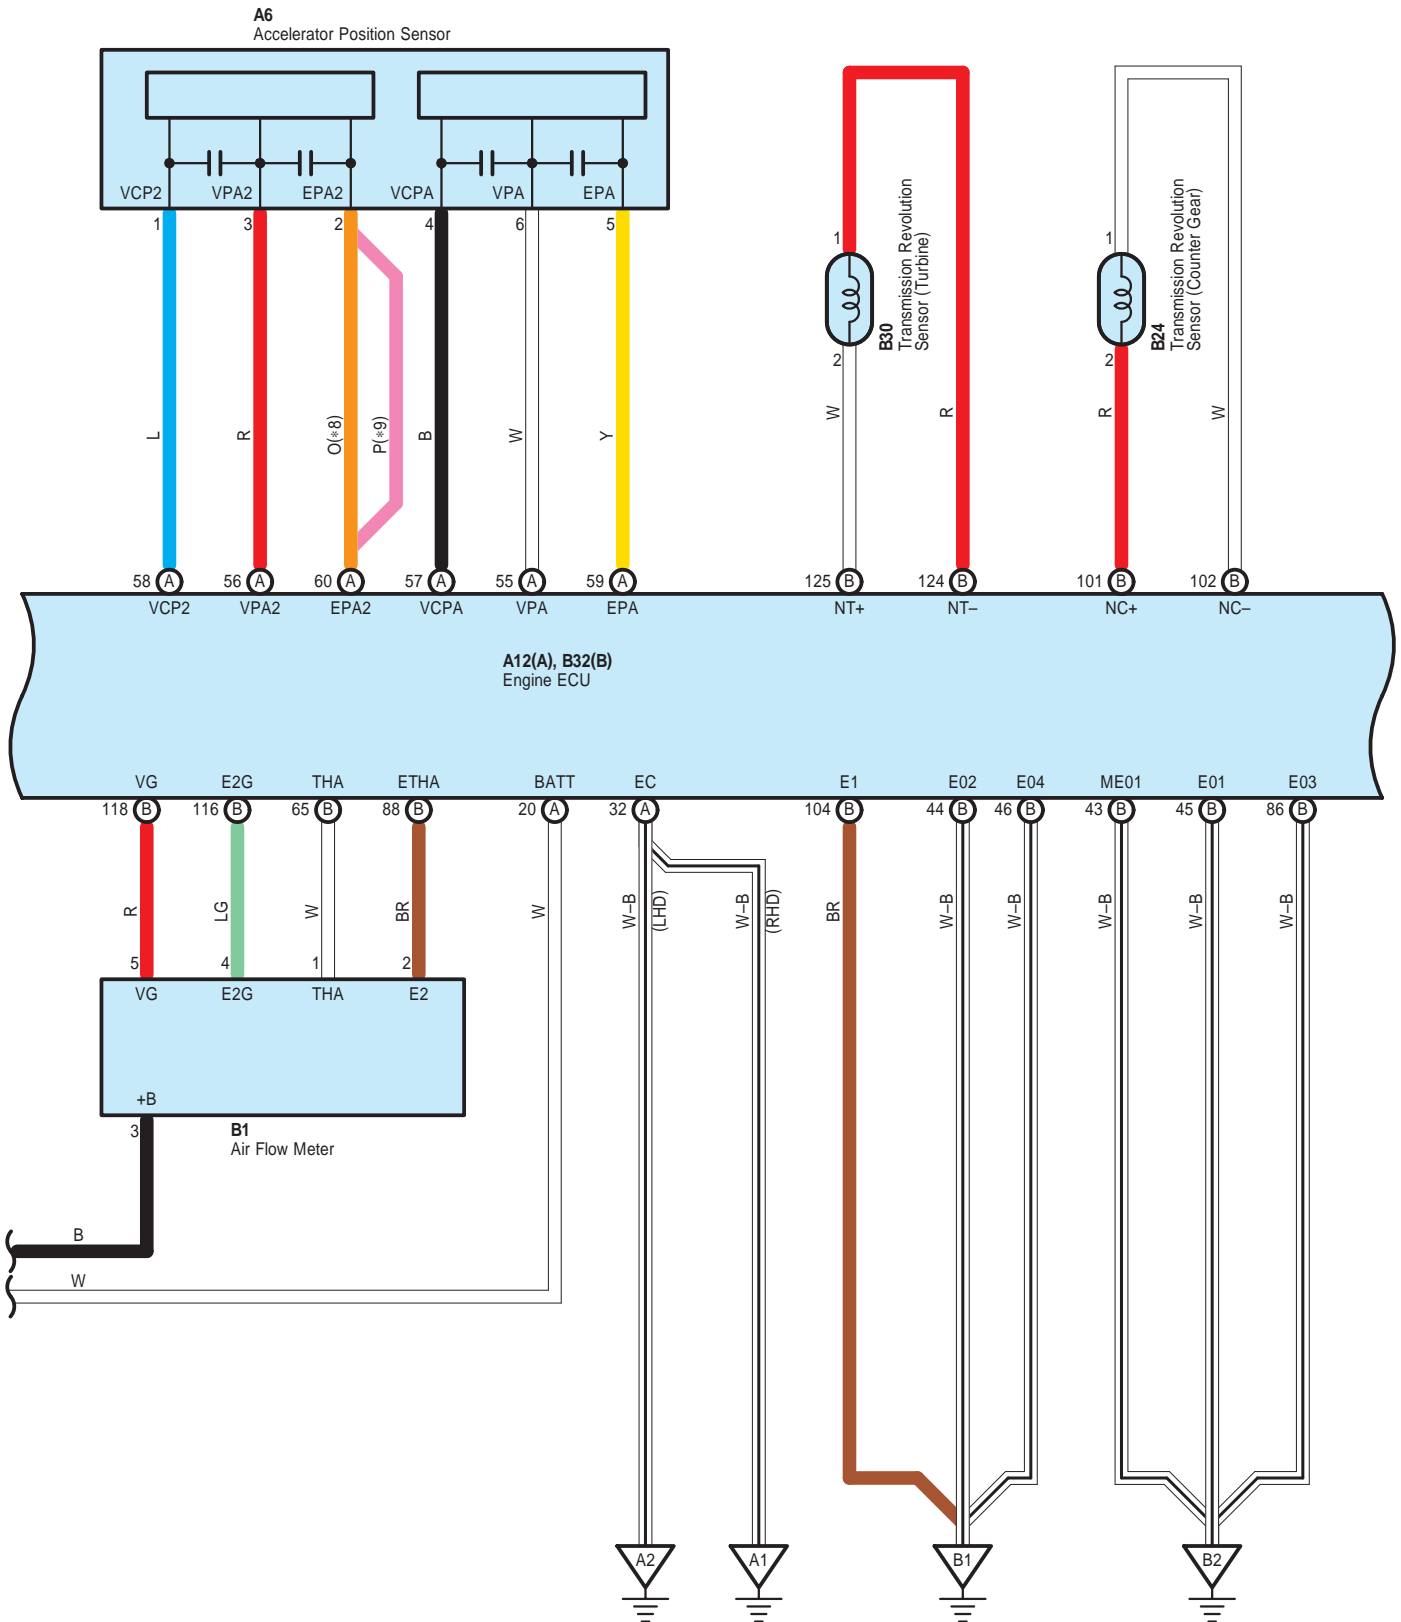 A6
Accelerator Position Sensor
VCP2 VPA2 EPA2 VCPA VPA EPA
1 3 2 4 6 5
1 1
B30
Transmission Revolution
Sensor (Turbine)
B24
Transmission Revolution
Sensor (Counter Gear)
2 2
L R O(*8) P(*9) B W Y W R R W
58 A 56 A 60 A 57 A 55 A 59 A 125 B 124 B 101 B 102 B
VCP2 VPA2 EPA2 VCPA VPA EPA NT+ NT– NC+ NC–
A12(A), B32(B)
Engine ECU
VG E2G THA ETHA BATT EC E1 E02 E04 ME01 E01 E03
118 B 116 B 65 B 88 B 20 A 32 A 104 B 44 B 46 B 43 B 45 B 86 B
R LG W BR W W–B (LHD) W–B (RHD) BR W–B W–B W–B W–B W–B
5 4 1 2
VG E2G THA E2
+B
3
B1
Air Flow Meter
B
W
A2 A1 B1 B2